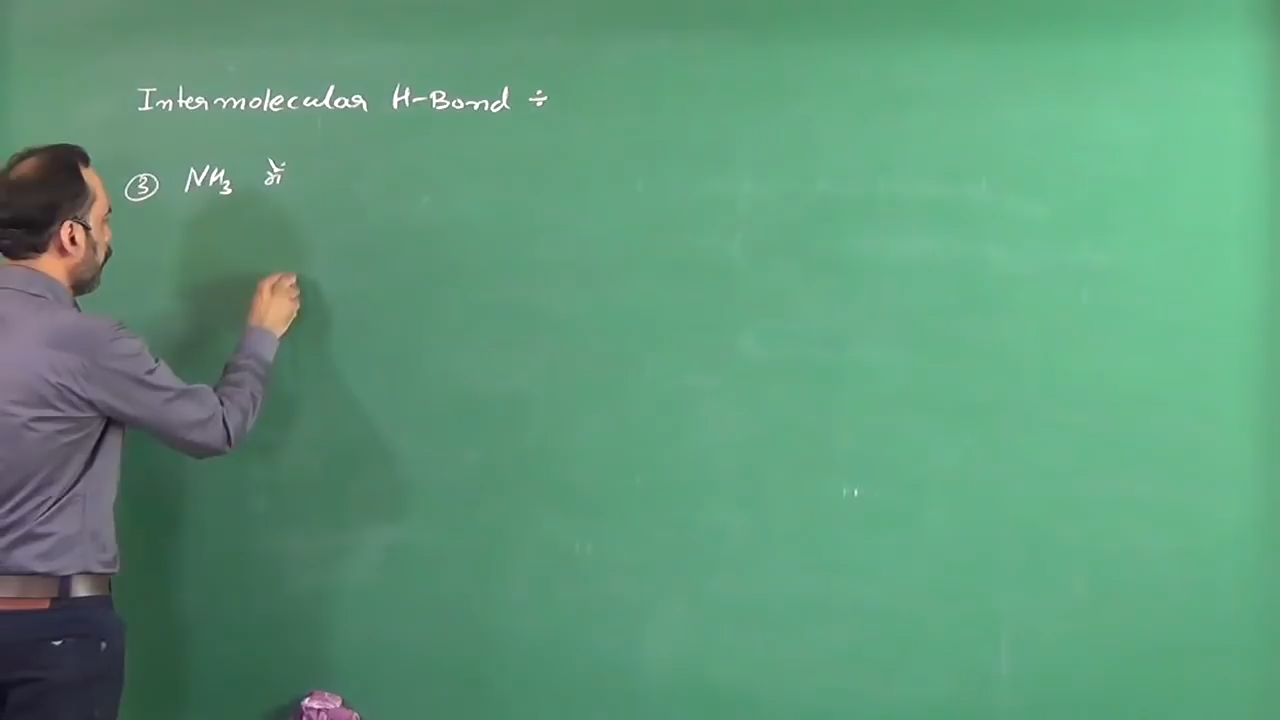 Intermolecular H-Bond ÷
③ NH₃ में